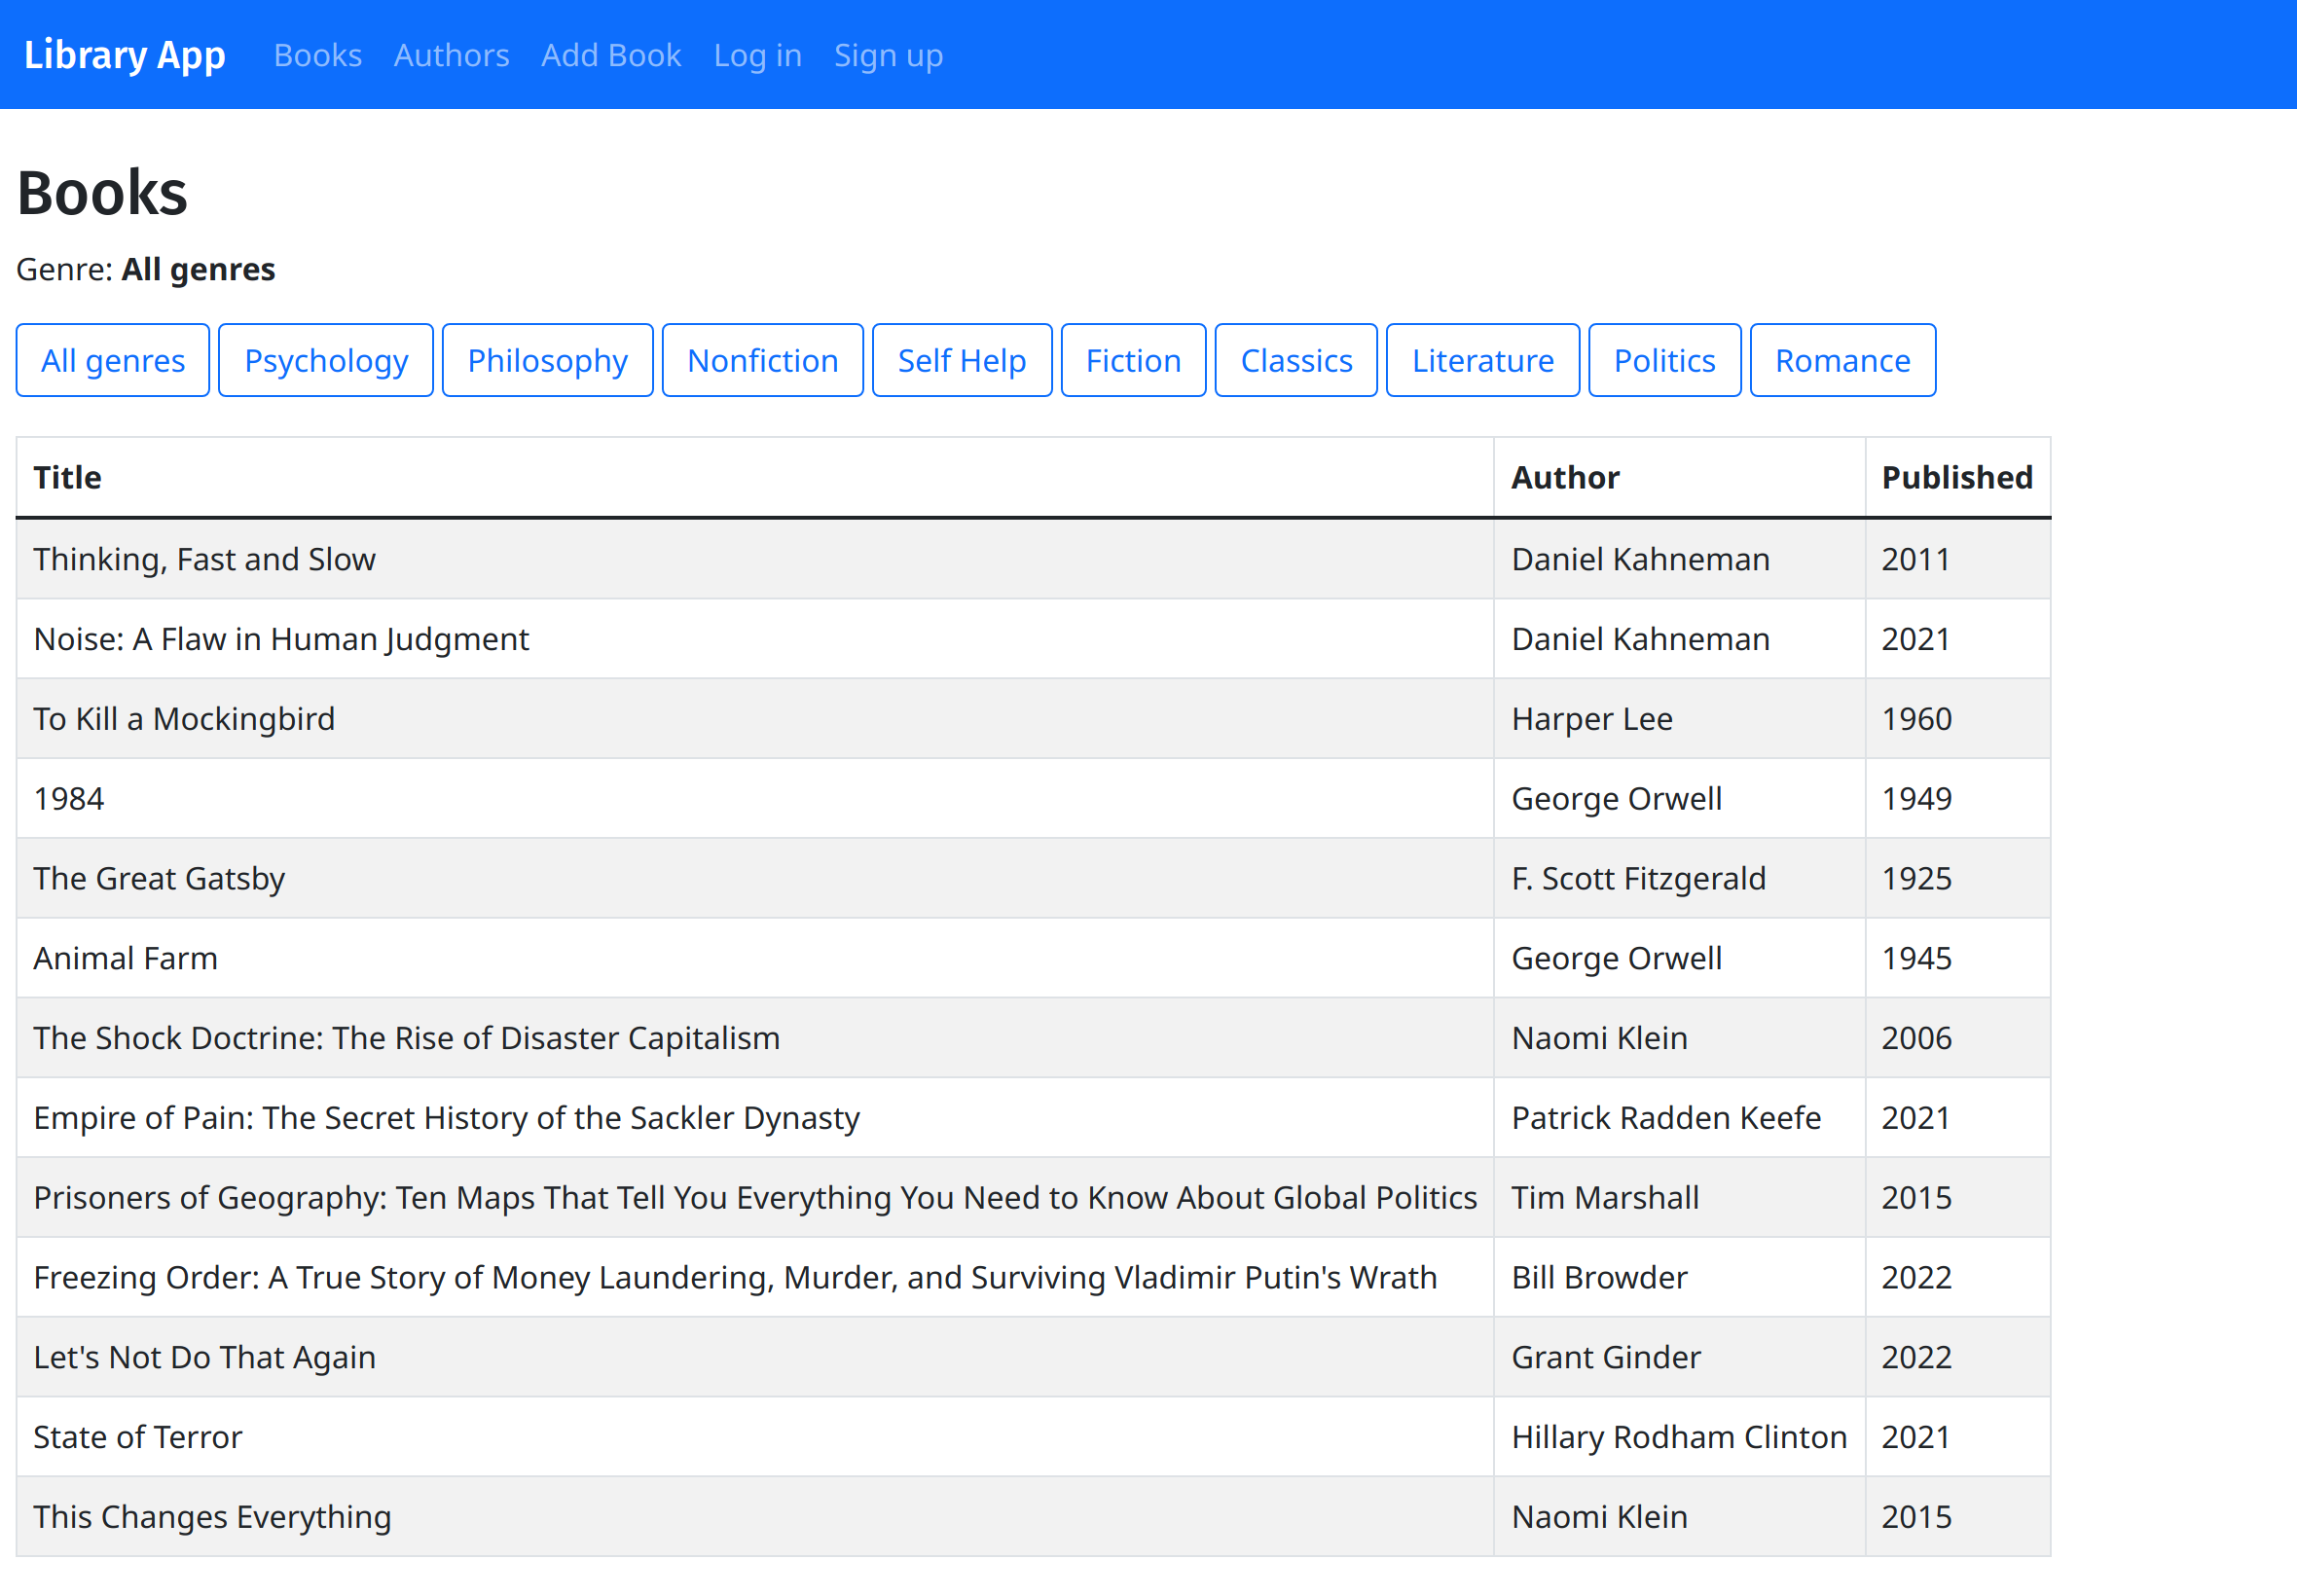 Library App Books Authors Add Book Log in Sign up
Books
Genre: All genres
All genres Psychology Philosophy Nonfiction Self Help Fiction Classics Literature Politics Romance
Title Author Published
Thinking, Fast and Slow Daniel Kahneman 2011
Noise: A Flaw in Human Judgment Daniel Kahneman 2021
To Kill a Mockingbird Harper Lee 1960
1984 George Orwell 1949
The Great Gatsby F. Scott Fitzgerald 1925
Animal Farm George Orwell 1945
The Shock Doctrine: The Rise of Disaster Capitalism Naomi Klein 2006
Empire of Pain: The Secret History of the Sackler Dynasty Patrick Radden Keefe 2021
Prisoners of Geography: Ten Maps That Tell You Everything You Need to Know About Global Politics Tim Marshall 2015
Freezing Order: A True Story of Money Laundering, Murder, and Surviving Vladimir Putin's Wrath Bill Browder 2022
Let's Not Do That Again Grant Ginder 2022
State of Terror Hillary Rodham Clinton 2021
This Changes Everything Naomi Klein 2015